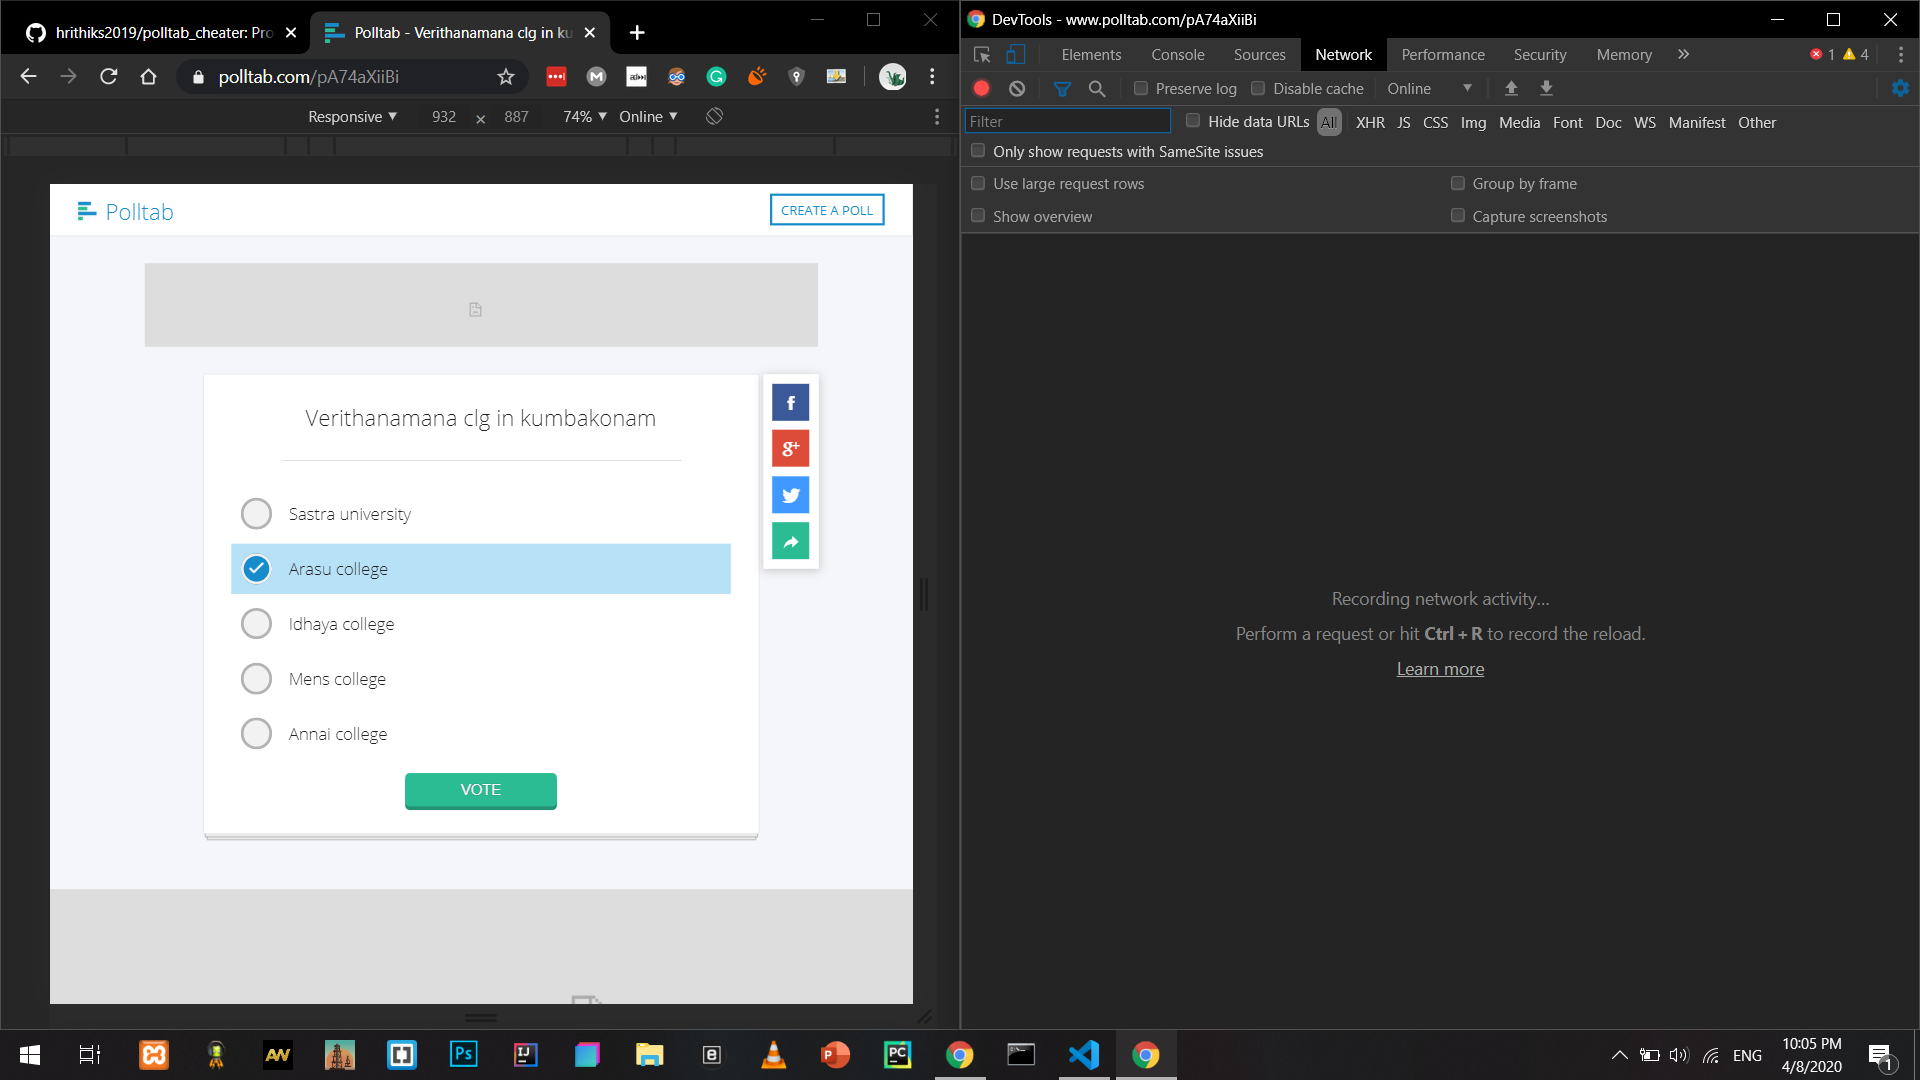 hrithiks2019/polltab_cheater: Pro
Polltab - Verithanamana clg in ku
polltab.com/pA74aXiiBi
Responsive 932 × 887 74% Online
Polltab
CREATE A POLL
Verithanamana clg in kumbakonam
Sastra university
Arasu college
Idhaya college
Mens college
Annai college
VOTE
f
g+
DevTools - www.polltab.com/pA74aXiiBi
Elements Console Sources Network Performance Security Memory » 1 4
Preserve log Disable cache Online
Filter Hide data URLs All XHR JS CSS Img Media Font Doc WS Manifest Other
Only show requests with SameSite issues
Use large request rows Group by frame
Show overview Capture screenshots
Recording network activity…
Perform a request or hit Ctrl + R to record the reload.
Learn more
AW Ps IJ P PC
ENG
10:05 PM
4/8/2020
1